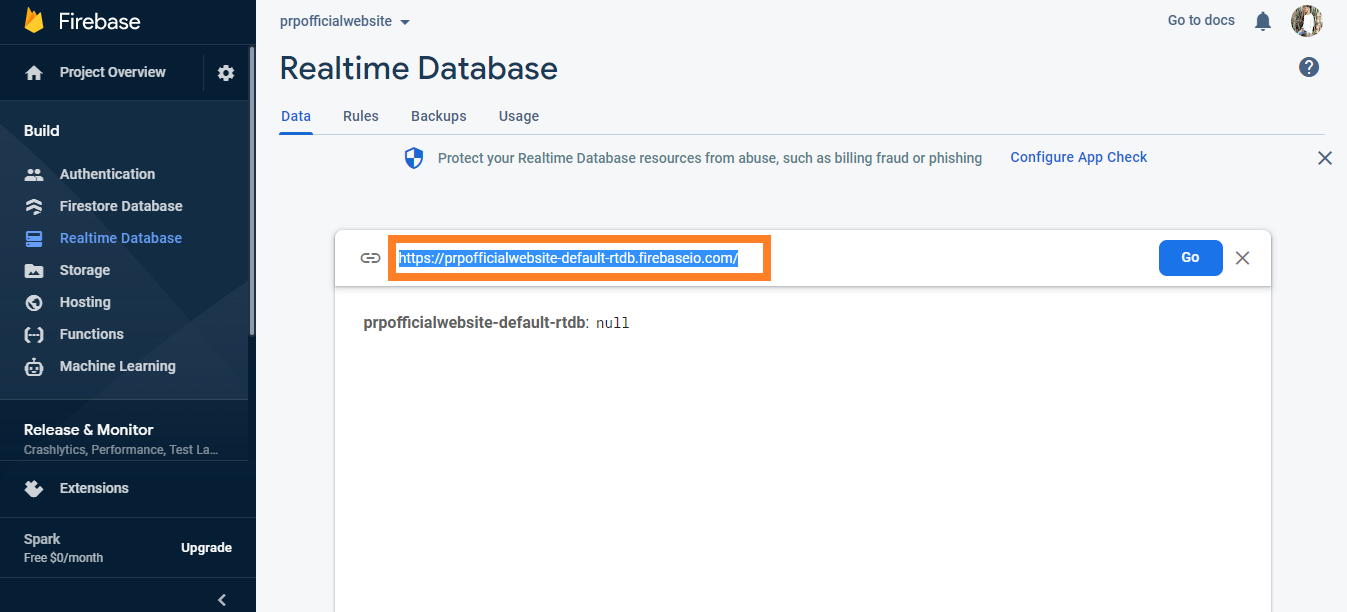 Firebase
Project Overview
Build
Authentication
Firestore Database
Realtime Database
Storage
Hosting
Functions
Machine Learning
Release & Monitor
Crashlytics, Performance, Test La...
Extensions
Spark
Free $0/month
Upgrade
prpofficialwebsite
Go to docs
Realtime Database
Data Rules Backups Usage
Protect your Realtime Database resources from abuse, such as billing fraud or phishing Configure App Check
https://prpofficialwebsite-default-rtdb.firebaseio.com/
Go
prpofficialwebsite-default-rtdb: null